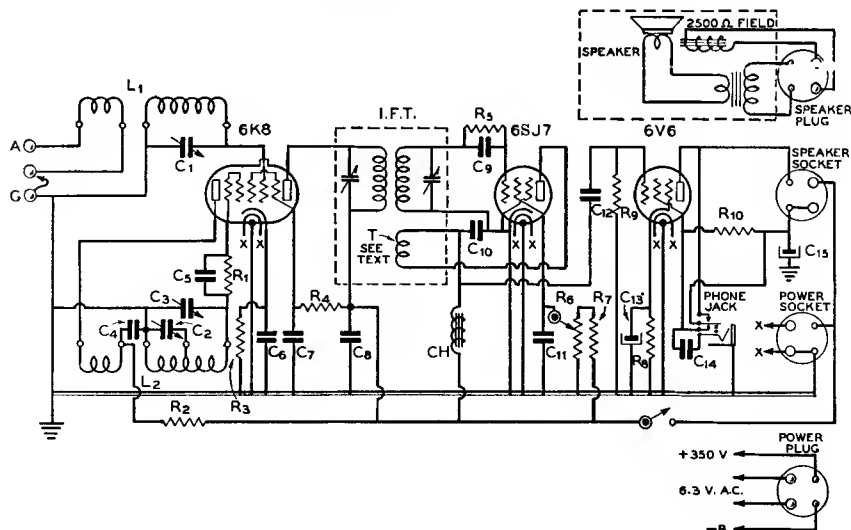 2500 Ω FIELD
SPEAKER
SPEAKER PLUG
L1
I.F.T.
R5
6K8
6SJ7
6V6
SPEAKER SOCKET
A
C1
C9
G
C12
R9
R10
T
SEE TEXT
C10
C15
C5
R1
C3
R4
C4
C2
R6
R7
C13
PHONE JACK
POWER SOCKET
X
X
X
X
X
X
X
X
C6
C7
C8
CH
C11
R8
C14
L2
R3
R2
POWER PLUG
+350 V
6.3 V. A.C.
-B